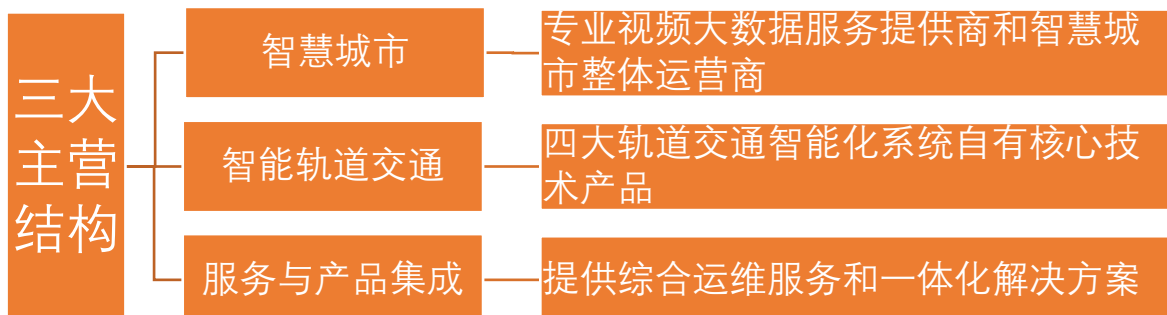 三大
主营
结构
智慧城市
专业视频大数据服务提供商和智慧城
市整体运营商
智能轨道交通
四大轨道交通智能化系统自有核心技
术产品
服务与产品集成
提供综合运维服务和一体化解决方案